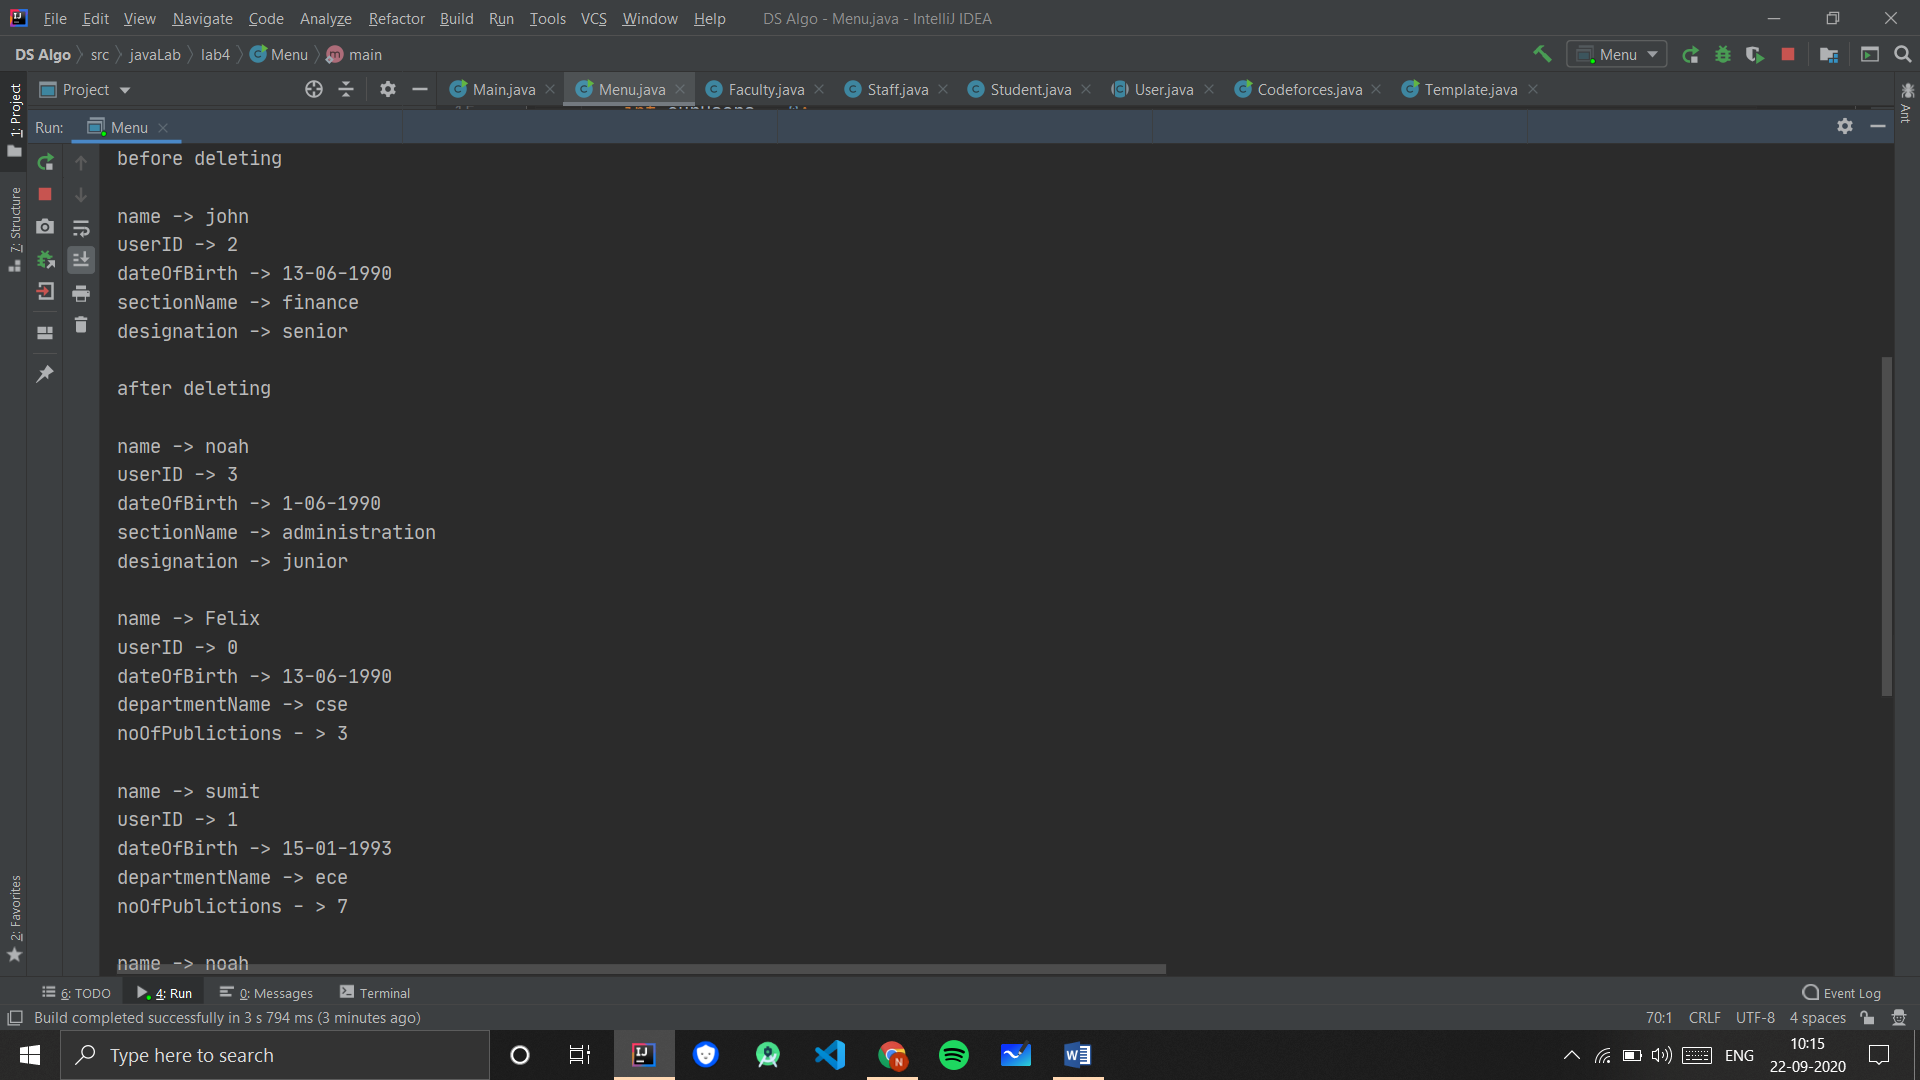 File Edit View Navigate Code Analyze Refactor Build Run Tools VCS Window Help DS Algo - Menu.java - IntelliJ IDEA
DS Algo src javaLab lab4 Menu main Menu
Project Main.java Menu.java Faculty.java Staff.java Student.java User.java Codeforces.java Template.java
1: Project
Ant
Run: Menu
7: Structure
before deleting
name -> john
userID -> 2
dateOfBirth -> 13-06-1990
sectionName -> finance
designation -> senior
after deleting
name -> noah
userID -> 3
dateOfBirth -> 1-06-1990
sectionName -> administration
designation -> junior
name -> Felix
userID -> 0
dateOfBirth -> 13-06-1990
departmentName -> cse
noOfPublictions - > 3
name -> sumit
userID -> 1
dateOfBirth -> 15-01-1993
departmentName -> ece
noOfPublictions - > 7
name -> noah
2: Favorites
6: TODO 4: Run 0: Messages Terminal Event Log
Build completed successfully in 3 s 794 ms (3 minutes ago) 70:1 CRLF UTF-8 4 spaces
Type here to search ENG 10:15
22-09-2020